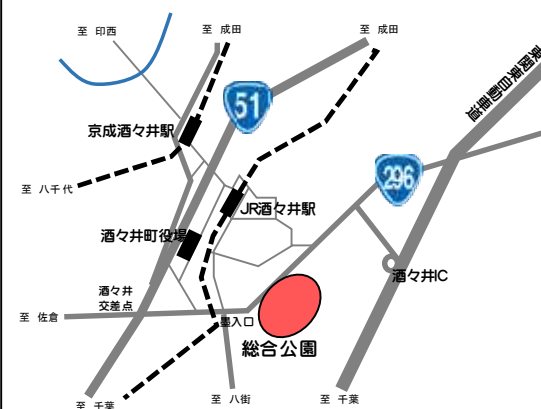 至 印西
至 成田
至 成田
51
東関東自動車道
京成酒々井駅
296
至 八千代
JR酒々井駅
酒々井町役場
酒々井IC
酒々井
交差点
至 佐倉
墨入口
総合公園
至 千葉
至 八街
至 千葉